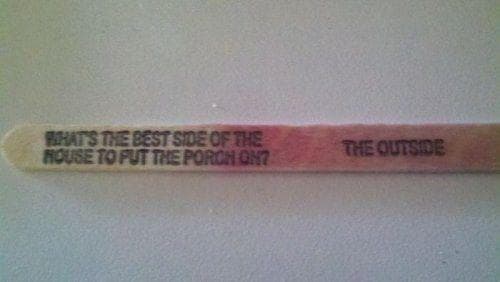 WHAT'S THE BEST SIDE OF THE
HOUSE TO PUT THE PORCH ON?
THE OUTSIDE